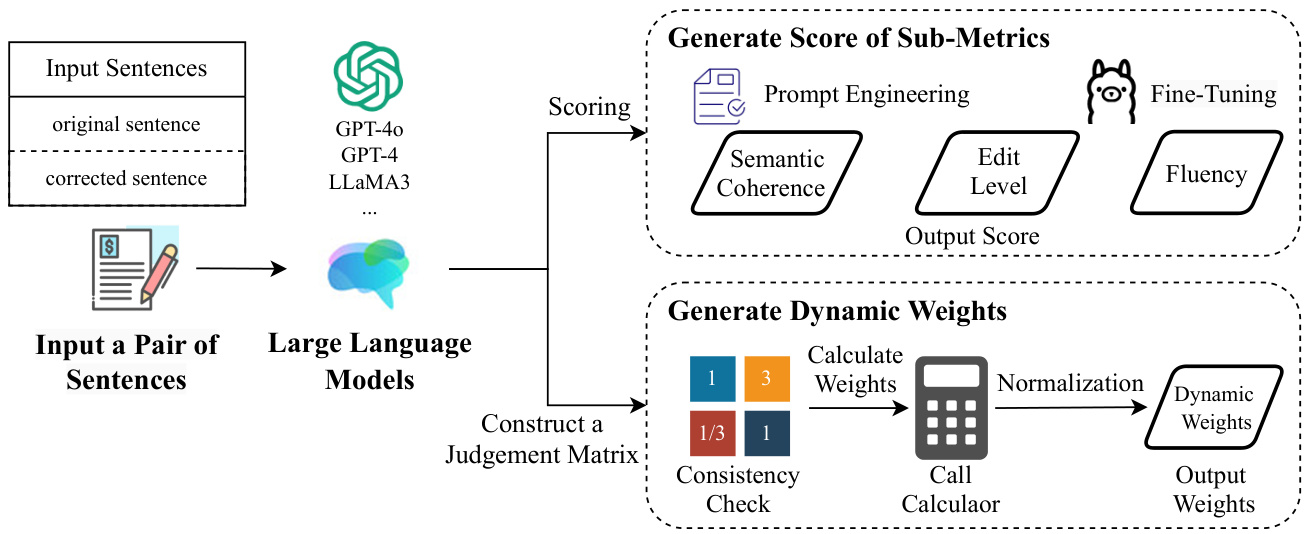 Input Sentences
original sentence
corrected sentence
Input a Pair of
Sentences
GPT-4o
GPT-4
LLaMA3
...
Large Language
Models
Scoring
Construct a
Judgement Matrix
Generate Score of Sub-Metrics
Prompt Engineering
Fine-Tuning
Semantic
Coherence
Edit
Level
Fluency
Output Score
Generate Dynamic Weights
1
3
1/3
1
Consistency
Check
Calculate
Weights
Call
Calculaor
Normalization
Dynamic
Weights
Output
Weights